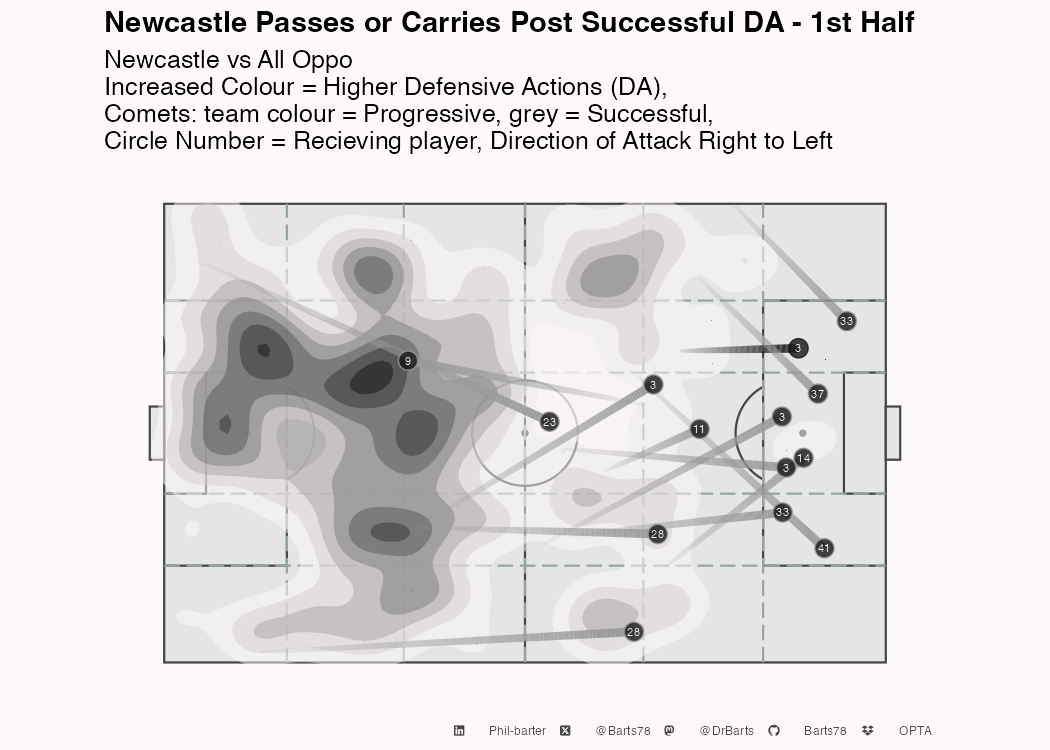 Newcastle Passes or Carries Post Successful DA - 1st Half
Newcastle vs All Oppo
Increased Colour = Higher Defensive Actions (DA),
Comets: team colour = Progressive, grey = Successful,
Circle Number = Recieving player, Direction of Attack Right to Left
33
3
9
3
37
3
23
11
14
3
33
28
41
28
Phil-barter @Barts78 @DrBarts Barts78 OPTA